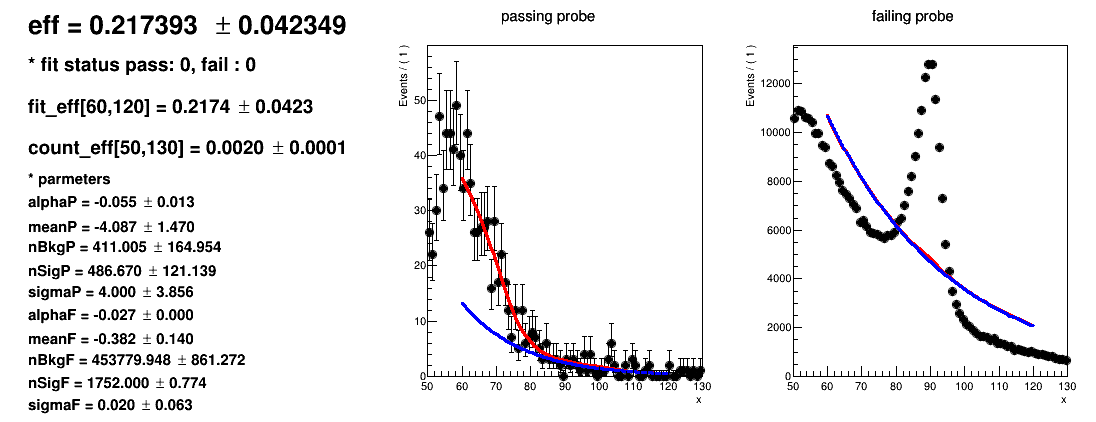 eff = 0.217393 ± 0.042349
* fit status pass: 0, fail : 0
fit_eff[60,120] = 0.2174 ± 0.0423
count_eff[50,130] = 0.0020 ± 0.0001
* parmeters
alphaP = -0.055 ± 0.013
meanP = -4.087 ± 1.470
nBkgP = 411.005 ± 164.954
nSigP = 486.670 ± 121.139
sigmaP = 4.000 ± 3.856
alphaF = -0.027 ± 0.000
meanF = -0.382 ± 0.140
nBkgF = 453779.948 ± 861.272
nSigF = 1752.000 ± 0.774
sigmaF = 0.020 ± 0.063
passing probe
Events / ( 1 )
50
40
30
20
10
0
50 60 70 80 90 100 110 120 130
x
failing probe
Events / ( 1 )
12000
10000
8000
6000
4000
2000
0
50 60 70 80 90 100 110 120 130
x